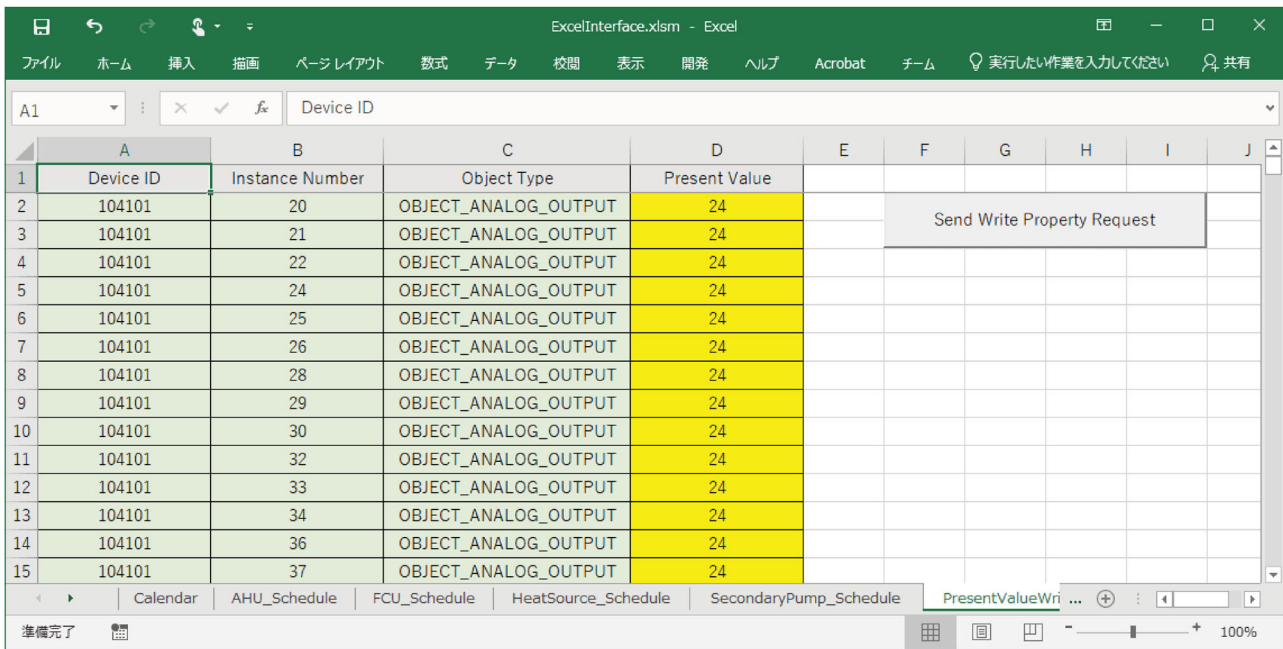 ExcelInterface.xlsm - Excel
ファイル ホーム 挿入 描画 ページ レイアウト 数式 データ 校閲 表示 開発 ヘルプ Acrobat チーム 実行したい作業を入力してください 共有
A1 fx Device ID
A B C D E F G H I J
1 Device ID Instance Number Object Type Present Value
2 104101 20 OBJECT_ANALOG_OUTPUT 24
Send Write Property Request
3 104101 21 OBJECT_ANALOG_OUTPUT 24
4 104101 22 OBJECT_ANALOG_OUTPUT 24
5 104101 24 OBJECT_ANALOG_OUTPUT 24
6 104101 25 OBJECT_ANALOG_OUTPUT 24
7 104101 26 OBJECT_ANALOG_OUTPUT 24
8 104101 28 OBJECT_ANALOG_OUTPUT 24
9 104101 29 OBJECT_ANALOG_OUTPUT 24
10 104101 30 OBJECT_ANALOG_OUTPUT 24
11 104101 32 OBJECT_ANALOG_OUTPUT 24
12 104101 33 OBJECT_ANALOG_OUTPUT 24
13 104101 34 OBJECT_ANALOG_OUTPUT 24
14 104101 36 OBJECT_ANALOG_OUTPUT 24
15 104101 37 OBJECT_ANALOG_OUTPUT 24
Calendar AHU_Schedule FCU_Schedule HeatSource_Schedule SecondaryPump_Schedule PresentValueWri ...
準備完了 100%